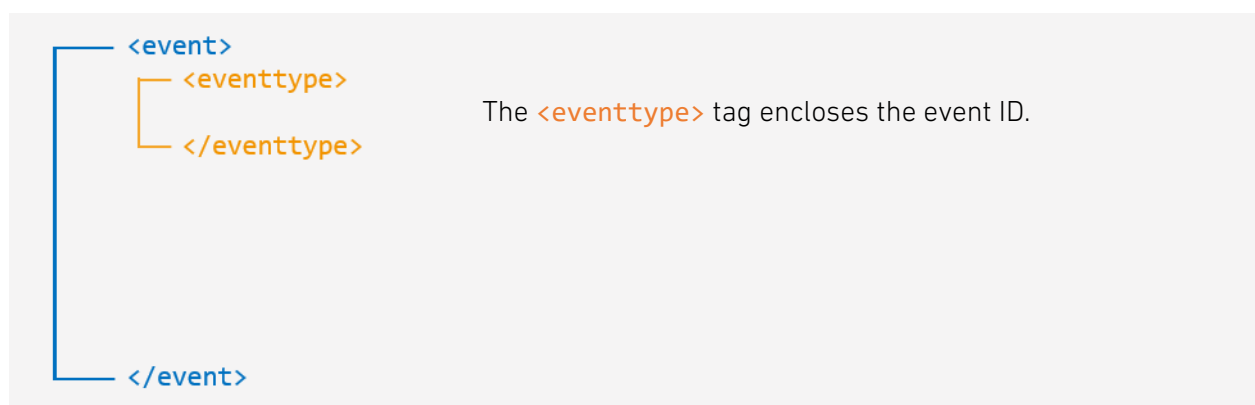 <event>
<eventtype>
The <eventtype> tag encloses the event ID.
</eventtype>
</event>